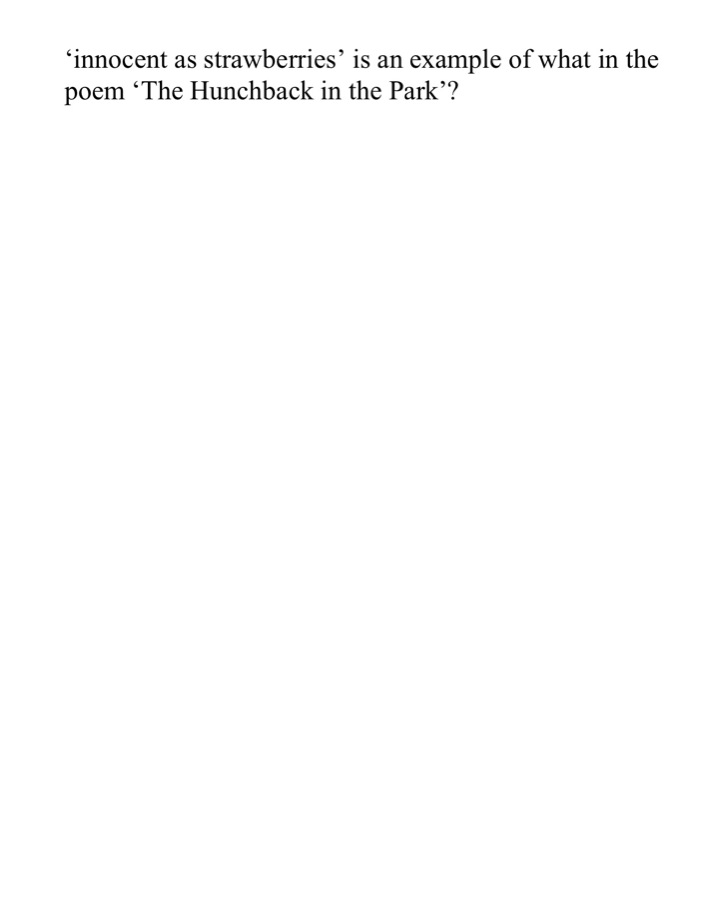 ‘innocent as strawberries’ is an example of what in the
poem ‘The Hunchback in the Park’?